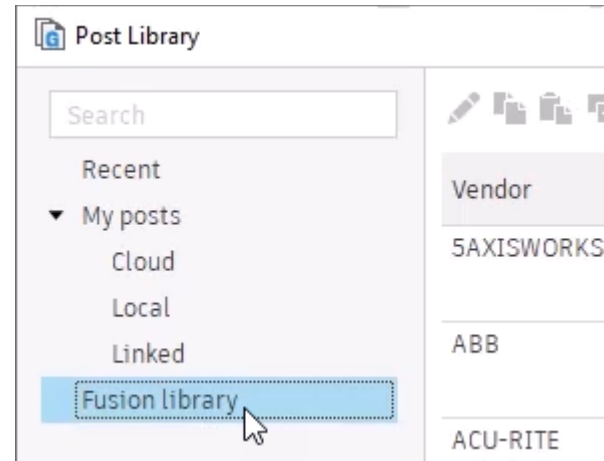 Post Library
Search
Recent
My posts
Cloud
Local
Linked
Fusion library
Vendor
5AXISWORKS
ABB
ACU-RITE